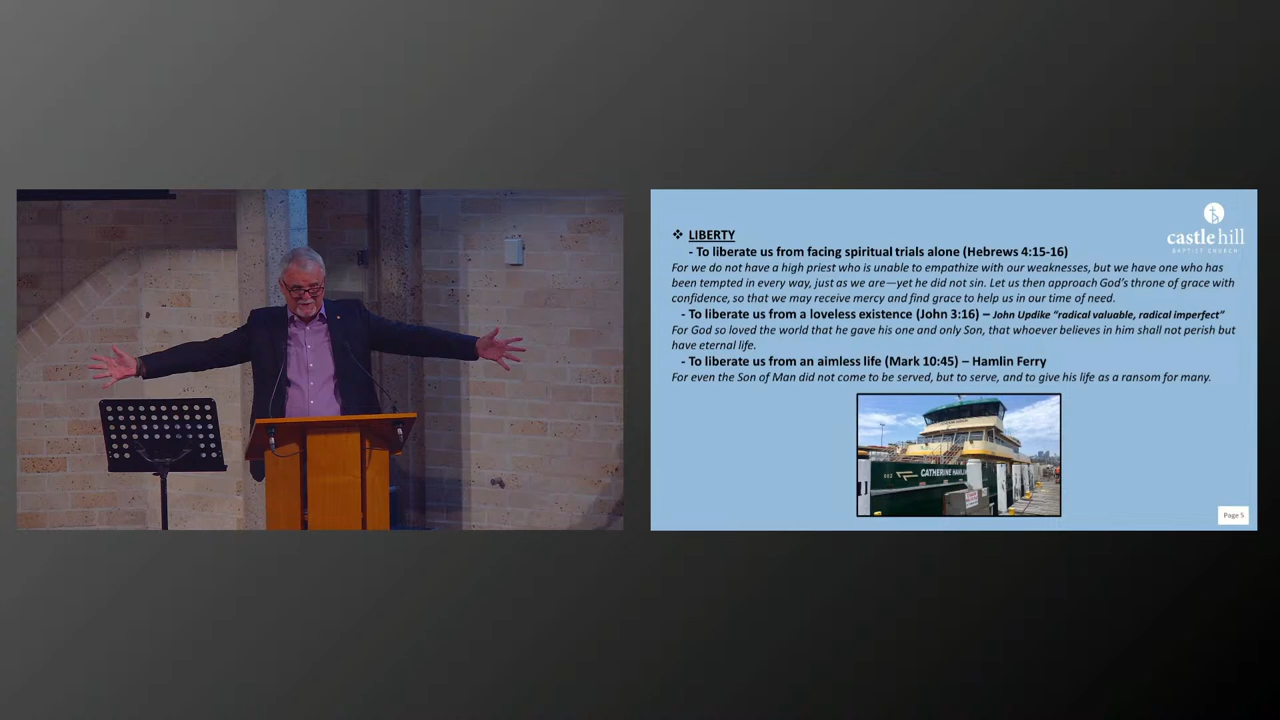 castle hill
BAPTIST CHURCH
❖ LIBERTY
- To liberate us from facing spiritual trials alone (Hebrews 4:15-16)
For we do not have a high priest who is unable to empathize with our weaknesses, but we have one who has
been tempted in every way, just as we are—yet he did not sin. Let us then approach God's throne of grace with
confidence, so that we may receive mercy and find grace to help us in our time of need.
- To liberate us from a loveless existence (John 3:16) – John Updike “radical valuable, radical imperfect”
For God so loved the world that he gave his one and only Son, that whoever believes in him shall not perish but
have eternal life.
- To liberate us from an aimless life (Mark 10:45) – Hamlin Ferry
For even the Son of Man did not come to be served, but to serve, and to give his life as a ransom for many.
CATHERINE HAMLIN
Page 5